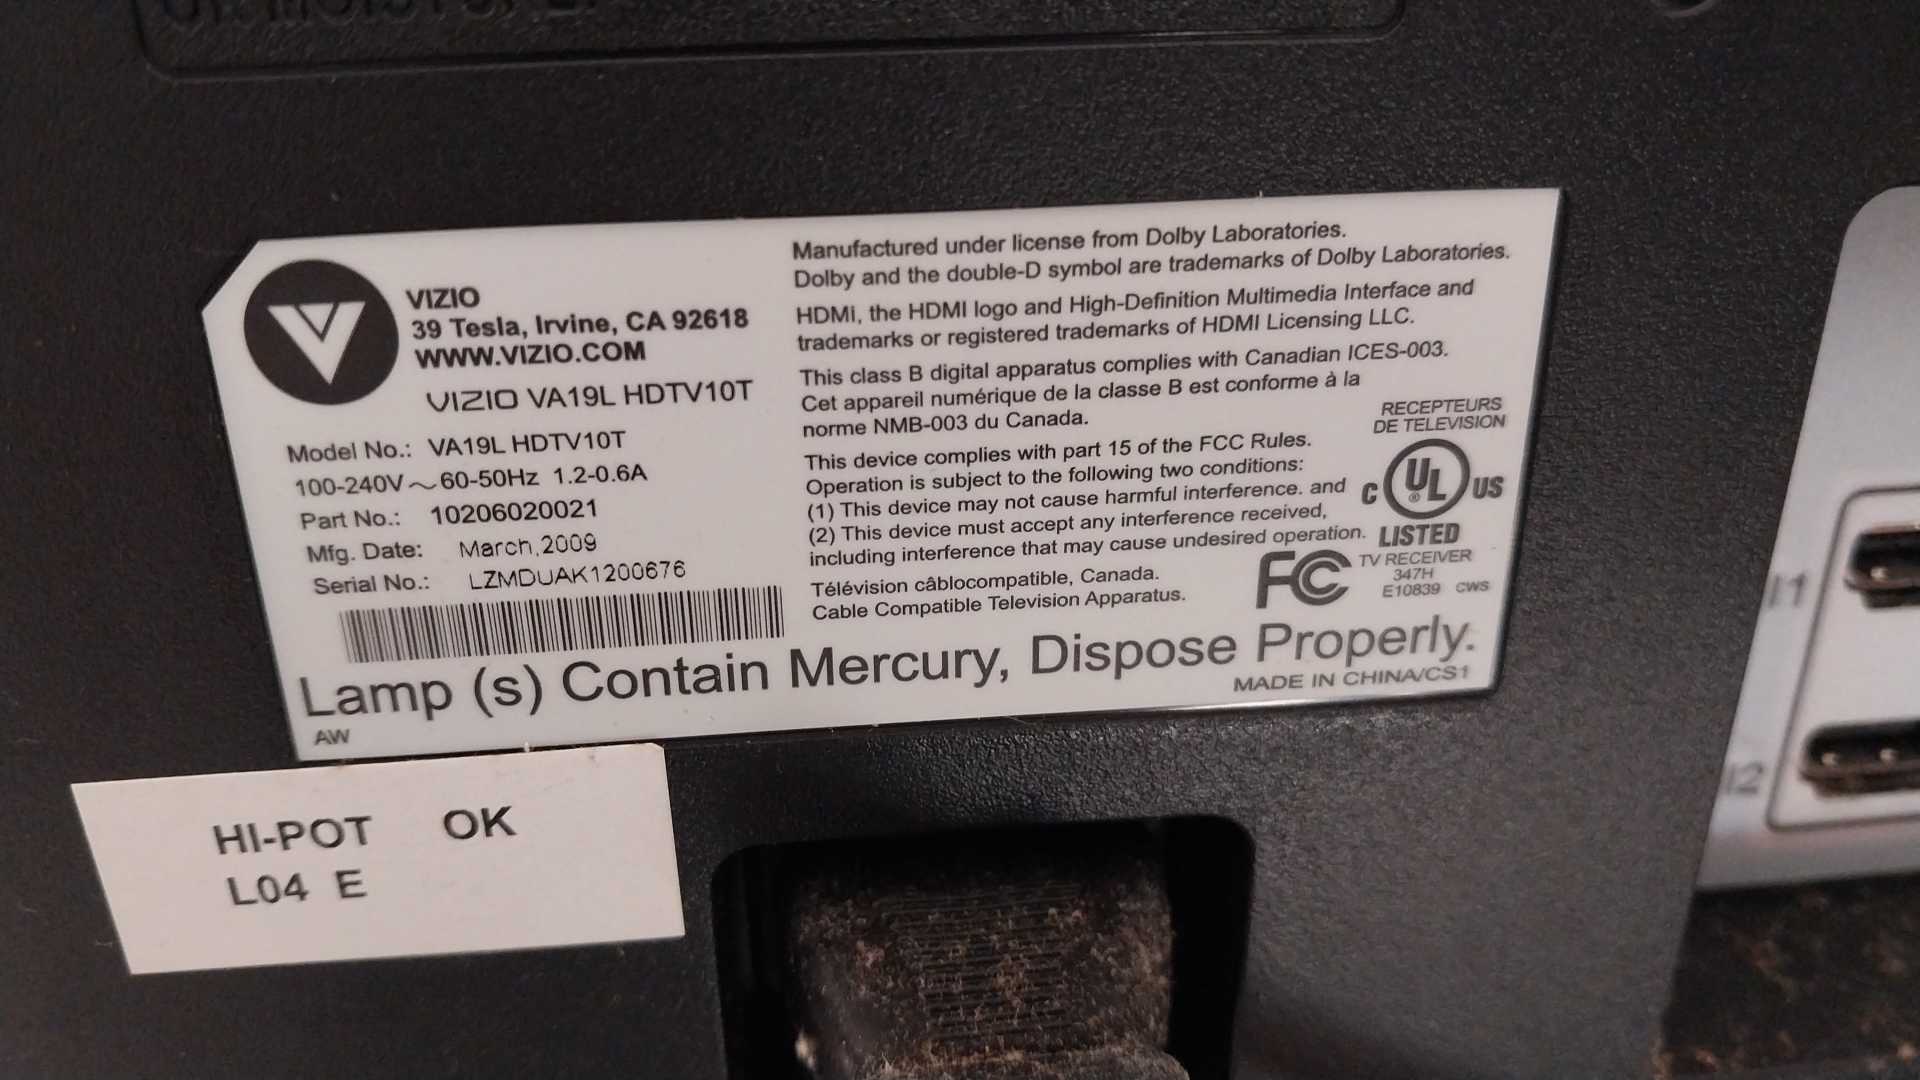 VIZIO
39 Tesla, Irvine, CA 92618
WWW.VIZIO.COM
VIZIO VA19L HDTV10T
Model No.: VA19L HDTV10T
100-240V～60-50Hz 1.2-0.6A
Part No.: 10206020021
Mfg. Date: March,2009
Serial No.: LZMDUAK1200676
Manufactured under license from Dolby Laboratories.
Dolby and the double-D symbol are trademarks of Dolby Laboratories.
HDMI, the HDMI logo and High-Definition Multimedia Interface and
trademarks or registered trademarks of HDMI Licensing LLC.
This class B digital apparatus complies with Canadian ICES-003.
Cet appareil numérique de la classe B est conforme à la
norme NMB-003 du Canada.
This device complies with part 15 of the FCC Rules.
Operation is subject to the following two conditions:
(1) This device may not cause harmful interference. and
(2) This device must accept any interference received,
including interference that may cause undesired operation.
Télévision câblocompatible, Canada.
Cable Compatible Television Apparatus.
RECEPTEURS
DE TELEVISION
C UL® US
LISTED
TV RECEIVER
347H
E10839 CWS
FC
Lamp (s) Contain Mercury, Dispose Properly.
MADE IN CHINA/CS1
AW
HI-POT OK
L04 E